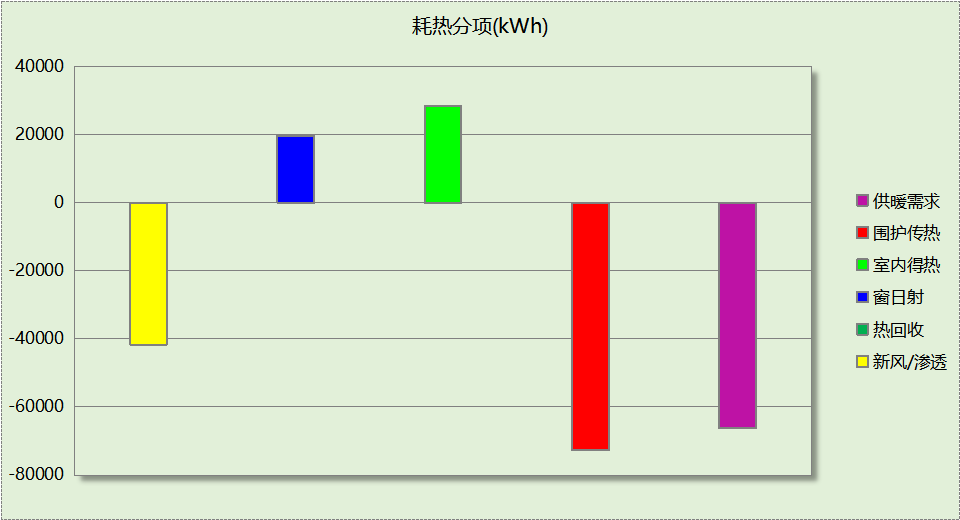 耗热分项(kWh)
40000
20000
0
-20000
-40000
-60000
-80000
供暖需求
围护传热
室内得热
窗日射
热回收
新风/渗透